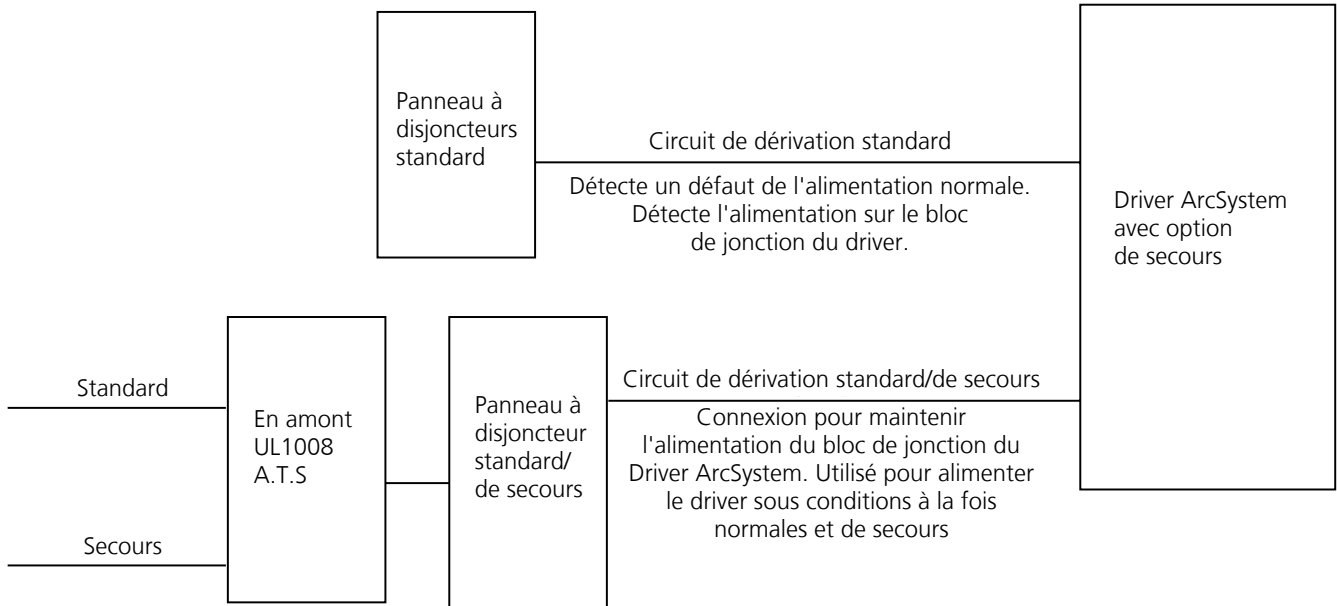 Panneau à
disjoncteurs
standard
Circuit de dérivation standard
Détecte un défaut de l'alimentation normale.
Détecte l'alimentation sur le bloc
de jonction du driver.
Driver ArcSystem
avec option
de secours
Standard
Secours
En amont
UL1008
A.T.S
Panneau à
disjoncteur
standard/
de secours
Circuit de dérivation standard/de secours
Connexion pour maintenir
l'alimentation du bloc de jonction du
Driver ArcSystem. Utilisé pour alimenter
le driver sous conditions à la fois
normales et de secours